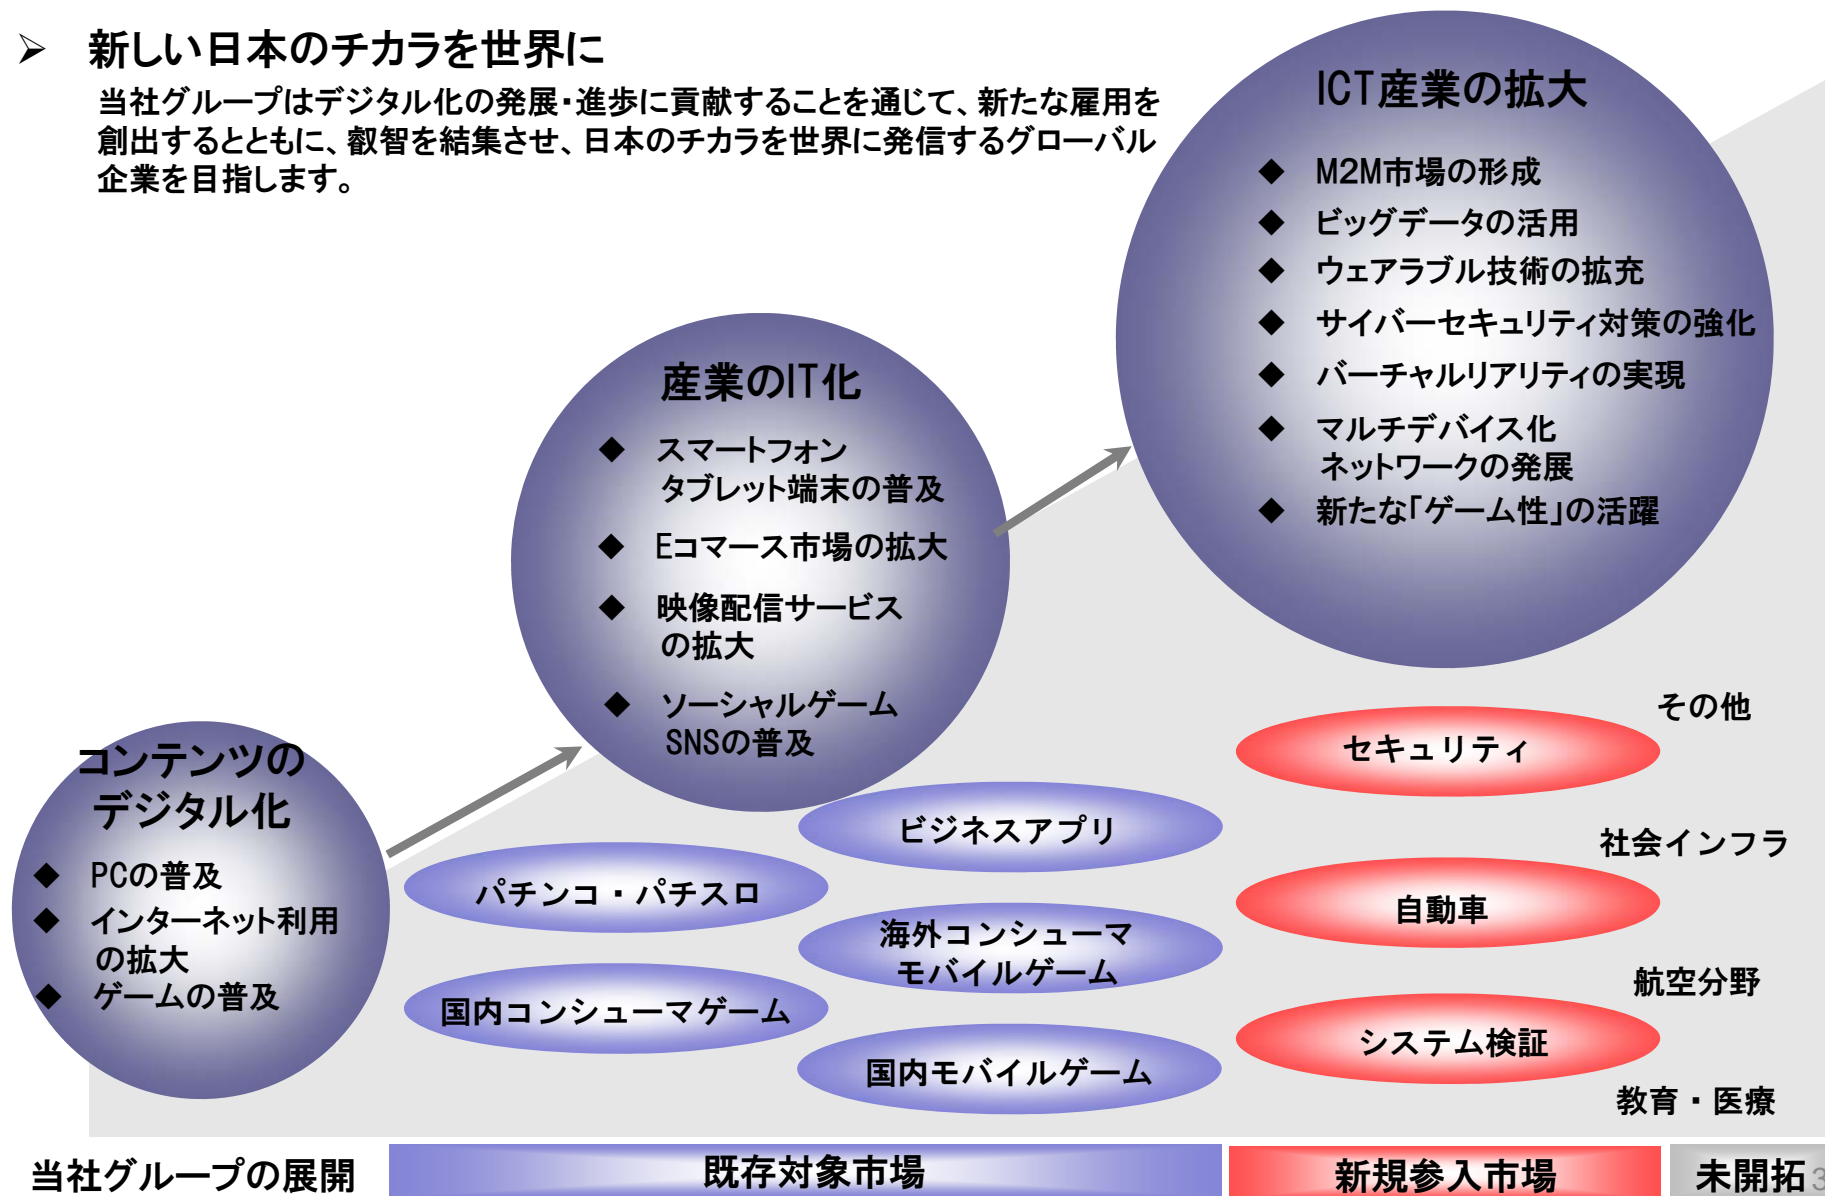 ➢ 新しい日本のチカラを世界に
当社グループはデジタル化の発展・進歩に貢献することを通じて、新たな雇用を
創出するとともに、叡智を結集させ、日本のチカラを世界に発信するグローバル
企業を目指します。
ICT産業の拡大
◆ M2M市場の形成
◆ ビッグデータの活用
◆ ウェアラブル技術の拡充
◆ サイバーセキュリティ対策の強化
◆ バーチャルリアリティの実現
◆ マルチデバイス化
ネットワークの発展
◆ 新たな「ゲーム性」の活躍
産業のIT化
◆ スマートフォン
タブレット端末の普及
◆ Eコマース市場の拡大
◆ 映像配信サービス
の拡大
◆ ソーシャルゲーム
SNSの普及
コンテンツの
デジタル化
◆ PCの普及
◆ インターネット利用
の拡大
◆ ゲームの普及
パチンコ・パチスロ
国内コンシューマゲーム
ビジネスアプリ
海外コンシューマ
モバイルゲーム
国内モバイルゲーム
セキュリティ
自動車
システム検証
その他
社会インフラ
航空分野
教育・医療
当社グループの展開
既存対象市場
新規参入市場
未開拓
3